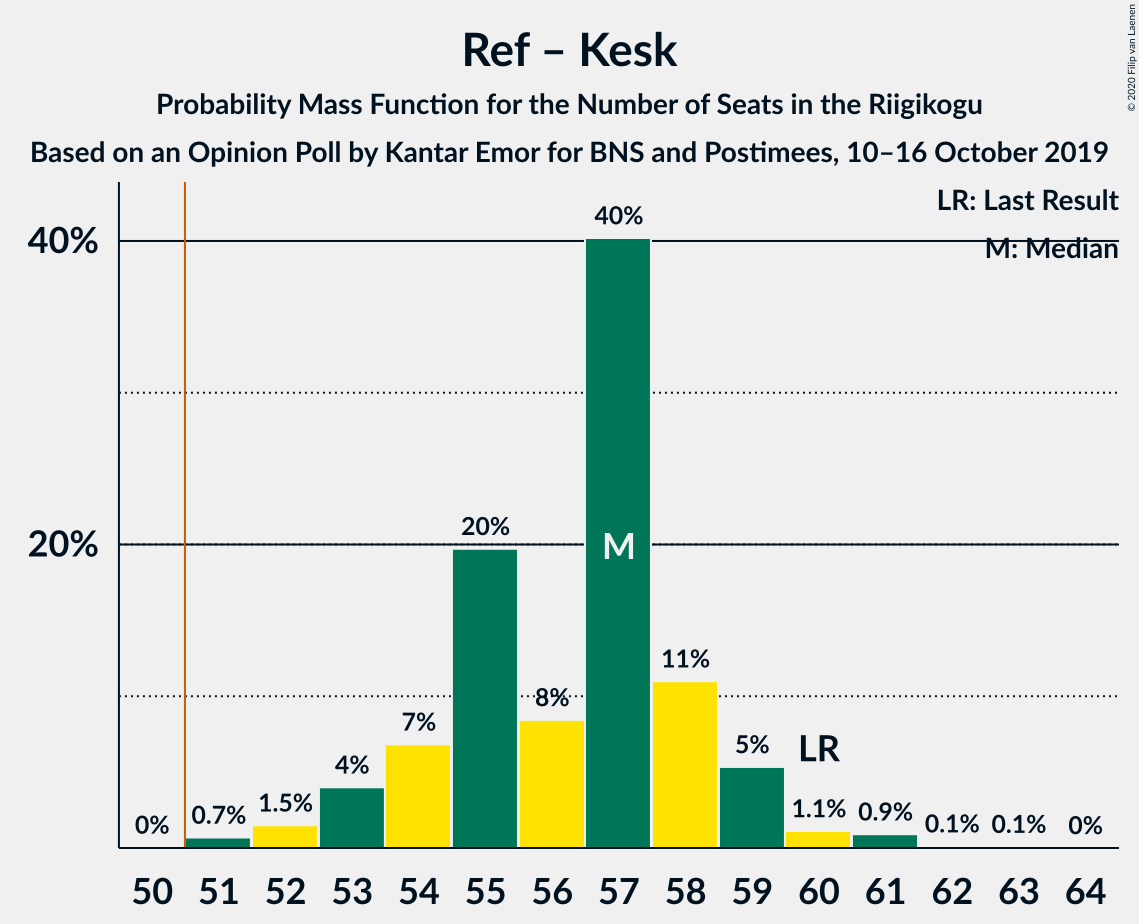 Ref – Kesk
Probability Mass Function for the Number of Seats in the Riigikogu
Based on an Opinion Poll by Kantar Emor for BNS and Postimees, 10–16 October 2019
© 2020 Filip van Laenen
LR: Last Result
M: Median
40%
20%
0%
0.7%
1.5%
4%
7%
20%
8%
40%
M
11%
5%
LR
1.1%
0.9%
0.1%
0.1%
0%
50 51 52 53 54 55 56 57 58 59 60 61 62 63 64